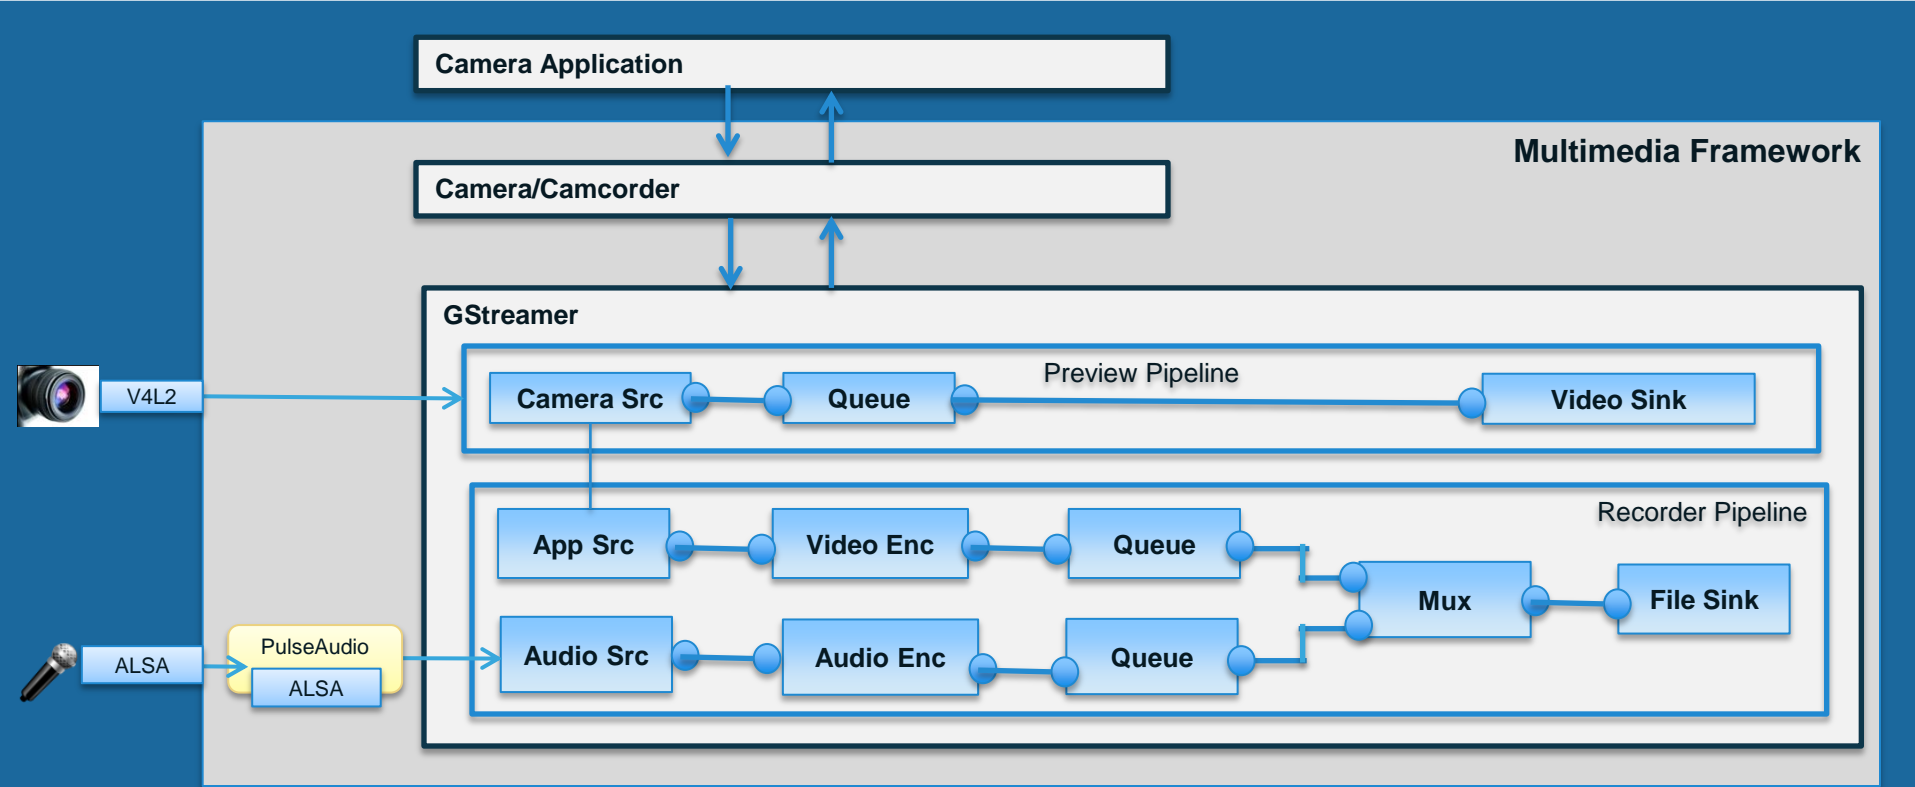 Camera Application
Multimedia Framework
Camera/Camcorder
GStreamer
Preview Pipeline
V4L2
Camera Src
Queue
Video Sink
Recorder Pipeline
App Src
Video Enc
Queue
Mux
File Sink
ALSA
PulseAudio
ALSA
Audio Src
Audio Enc
Queue